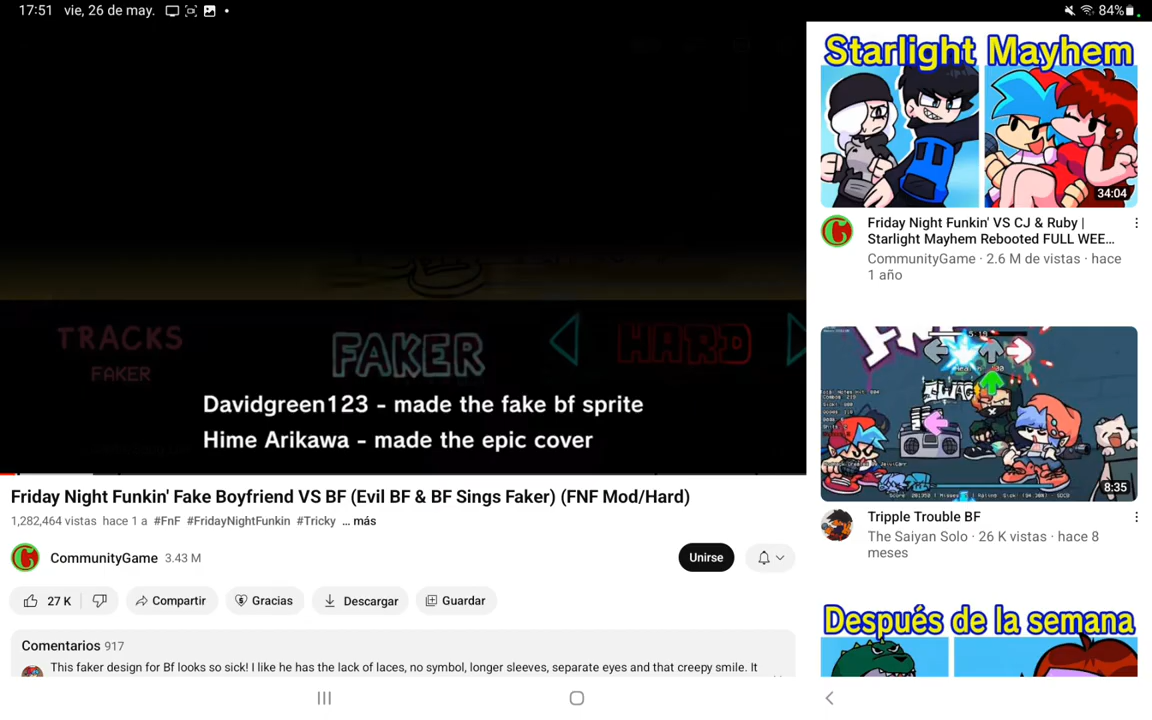 17:51 vie, 26 de may.
84%
TRACKS
FAKER
FAKER
HARD
Davidgreen123 - made the fake bf sprite
Hime Arikawa - made the epic cover
Friday Night Funkin' Fake Boyfriend VS BF (Evil BF & BF Sings Faker) (FNF Mod/Hard)
1,282,464 vistas hace 1 a #FnF #FridayNightFunkin #Tricky ... más
CommunityGame 3.43 M
Unirse
27 K
Compartir
Gracias
Descargar
Guardar
Comentarios 917
This faker design for Bf looks so sick! I like he has the lack of laces, no symbol, longer sleeves, separate eyes and that creepy smile. It
Starlight Mayhem
34:04
Friday Night Funkin' VS CJ & Ruby |
Starlight Mayhem Rebooted FULL WEE...
CommunityGame · 2.6 M de vistas · hace
1 año
8:35
Tripple Trouble BF
The Saiyan Solo · 26 K vistas · hace 8
meses
Después de la semana